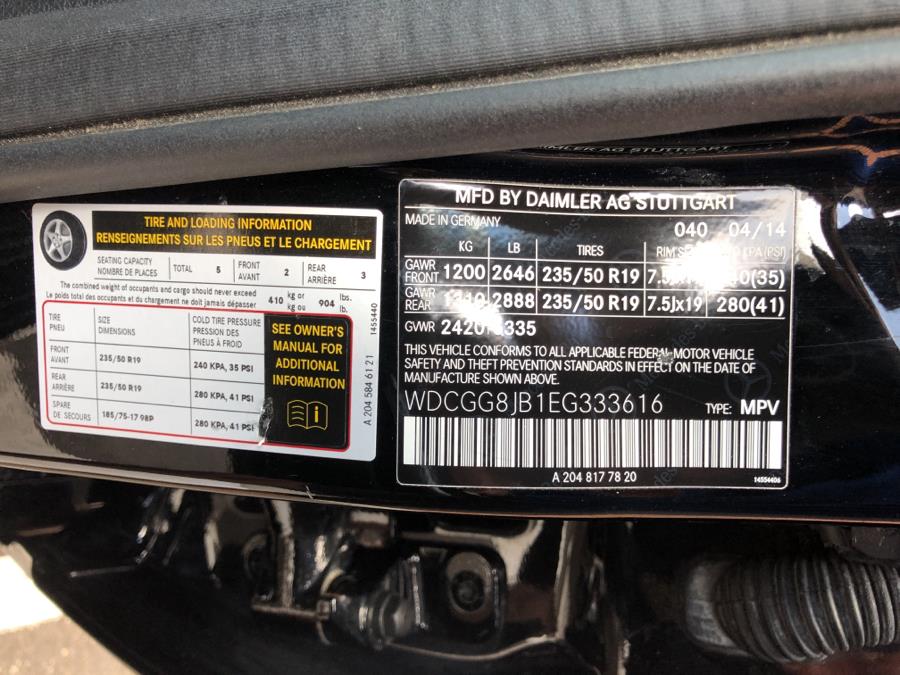 TIRE AND LOADING INFORMATION
RENSEIGNEMENTS SUR LES PNEUS ET LE CHARGEMENT
SEATING CAPACITY
NOMBRE DE PLACES
TOTAL 5
FRONT
AVANT
2
REAR
ARRIÈRE
3
The combined weight of occupants and cargo should never exceed
Le poids total des occupants et du chargement ne doit jamais dépasser
410 kg or
kg ou
904 lbs.
lb.
TIRE
PNEU
SIZE
DIMENSIONS
COLD TIRE PRESSURE
PRESSION DES
PNEUS À FROID
FRONT
AVANT
235/50 R19
240 KPA, 35 PSI
REAR
ARRIÈRE
235/50 R19
280 KPA, 41 PSI
SPARE
DE SECOURS
185/75-17 98P
280 KPA, 41 PSI
SEE OWNER'S
MANUAL FOR
ADDITIONAL
INFORMATION
1455440
A 204 584 61 21
MFD BY DAIMLER AG STUTTGART
MADE IN GERMANY
040 04/14
KG LB TIRES
GAWR
FRONT
1200 2646 235/50 R19 7.5Jx19 (35)
GAWR
REAR
2888 235/50 R19 7.5Jx19 280(41)
GVWR 2420 5335
THIS VEHICLE CONFORMS TO ALL APPLICABLE FEDERAL MOTOR VEHICLE
SAFETY AND THEFT PREVENTION STANDARDS IN EFFECT ON THE DATE OF
MANUFACTURE SHOWN ABOVE.
WDCGG8JB1EG333616 TYPE: MPV
A 204 817 78 20
14554406